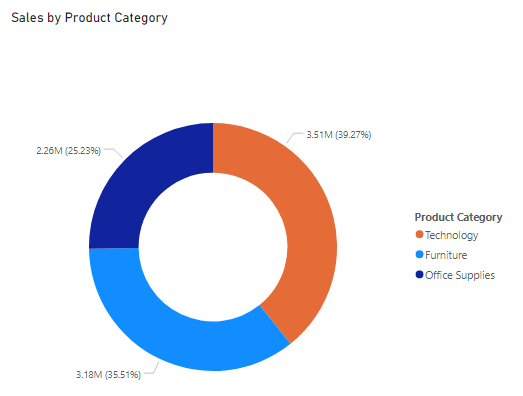 Sales by Product Category
3.51M (39.27%)
2.26M (25.23%)
Product Category
Technology
Furniture
Office Supplies
3.18M (35.51%)